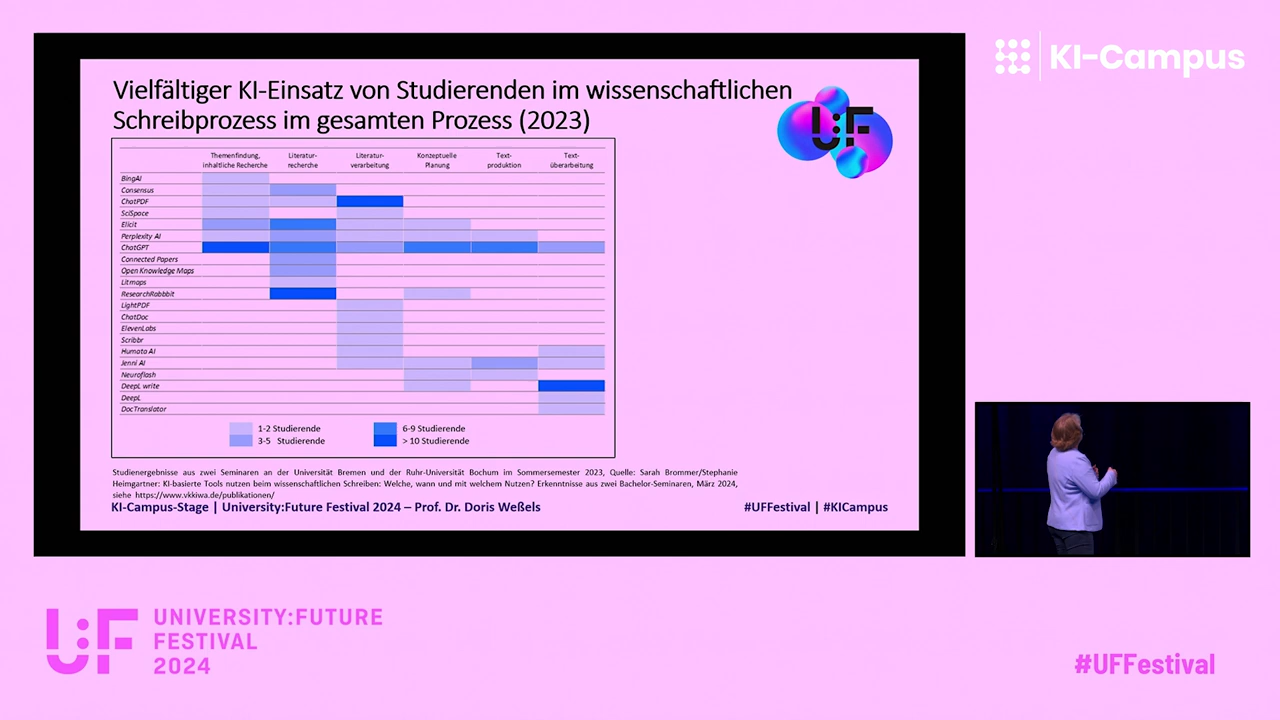 KI-Campus
Vielfältiger KI-Einsatz von Studierenden im wissenschaftlichen
Schreibprozess im gesamten Prozess (2023)
U:F
Themenfindung, inhaltliche Recherche
Literatur-recherche
Literatur-verarbeitung
Konzeptuelle Planung
Text-produktion
Text-überarbeitung
BingAI
Consensus
ChatPDF
SciSpace
Elicit
Perplexity AI
ChatGPT
Connected Papers
Open Knowledge Maps
Litmaps
ResearchRabbbit
LightPDF
ChatDoc
ElevenLabs
Scribbr
Humata AI
Jenni AI
Neuroflash
DeepL write
DeepL
DocTranslator
1-2 Studierende
6-9 Studierende
3-5 Studierende
> 10 Studierende
Studienergebnisse aus zwei Seminaren an der Universität Bremen und der Ruhr-Universität Bochum im Sommersemester 2023, Quelle: Sarah Brommer/Stephanie
Heimgartner: KI-basierte Tools nutzen beim wissenschaftlichen Schreiben: Welche, wann und mit welchem Nutzen? Erkenntnisse aus zwei Bachelor-Seminaren, März 2024,
siehe https://www.vkkiwa.de/publikationen/
KI-Campus-Stage | University:Future Festival 2024 – Prof. Dr. Doris Weßels
#UFFestival | #KICampus
U:F
UNIVERSITY:FUTURE
FESTIVAL
2024
#UFFestival